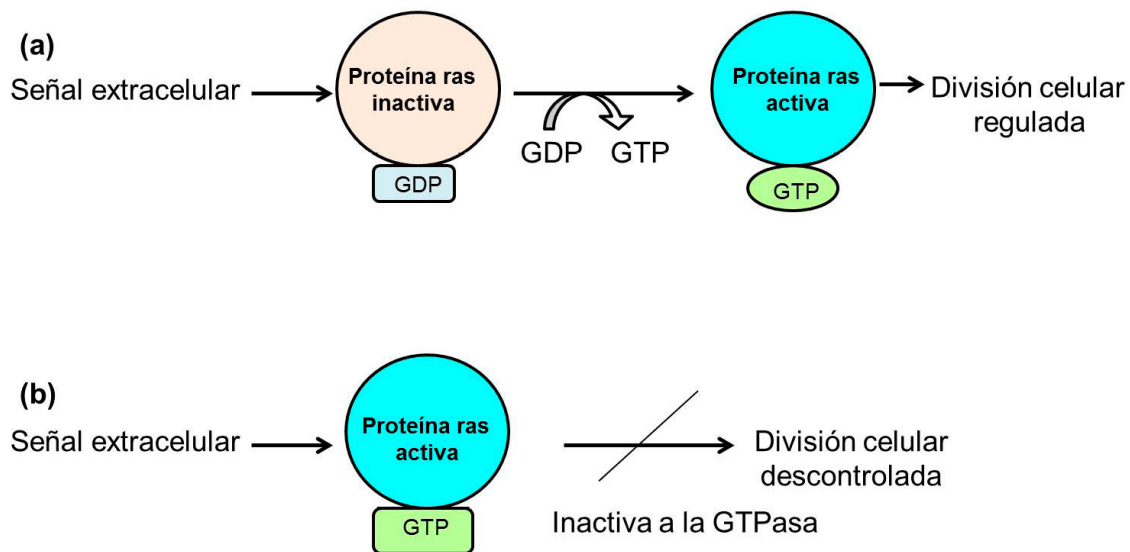 (a)
Señal extracelular
Proteína ras
inactiva
GDP
GDP GTP
Proteína ras
activa
GTP
División celular
regulada
(b)
Señal extracelular
Proteína ras
activa
GTP
Inactiva a la GTPasa
División celular
descontrolada